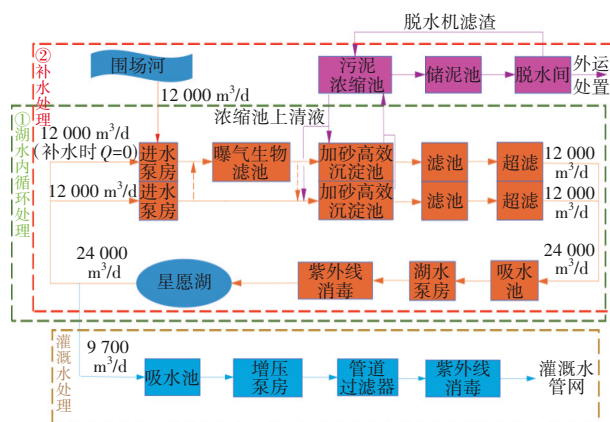 脱水机滤渣
②补水处理
围场河
污泥
浓缩池
储泥池
脱水间
外运
处置
12 000 m³/d
浓缩池上清液
①湖水内循环处理
12 000 m³/d
(补水时 Q=0)
进水
泵房
曝气生物
滤池
加砂高效
沉淀池
滤池
超滤
12 000
m³/d
12 000 m³/d
进水
泵房
加砂高效
沉淀池
滤池
超滤
12 000
m³/d
24 000
m³/d
星愿湖
紫外线
消毒
湖水
泵房
吸水
池
24 000
m³/d
灌溉水处理
9 700
m³/d
吸水池
增压
泵房
管道
过滤器
紫外线
消毒
灌溉水
管网